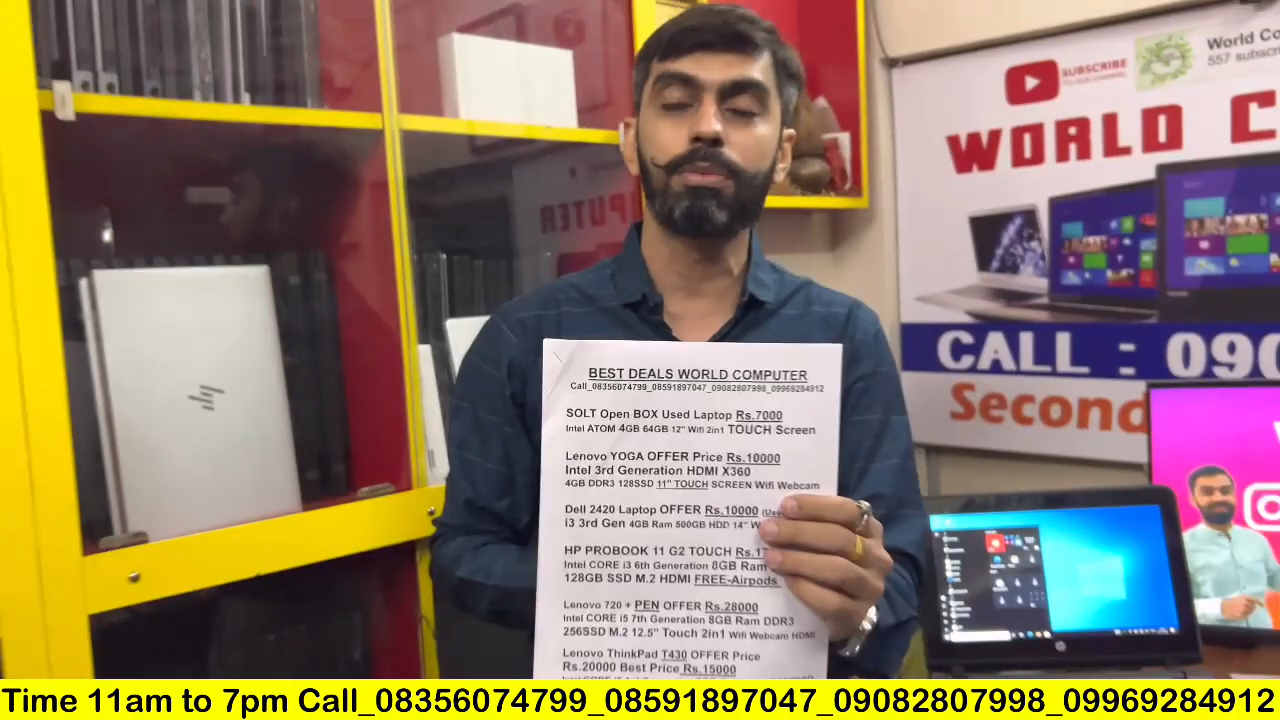 SUBSCRIBE
World Co
557 subscri
WORLD C
CALL : 090
Second
BEST DEALS WORLD COMPUTER
Call_08356074799_08591897047_09082807998_09969284912
SOLT Open BOX Used Laptop Rs.7000
Intel ATOM 4GB 64GB 12" Wifi 2in1 TOUCH Screen
Lenovo YOGA OFFER Price Rs.10000
Intel 3rd Generation HDMI X360
4GB DDR3 128SSD 11" TOUCH SCREEN Wifi Webcam
Dell 2420 Laptop OFFER Rs.10000 (Use
i3 3rd Gen 4GB Ram 500GB HDD 14" W
HP PROBOOK 11 G2 TOUCH Rs.17
Intel CORE i3 6th Generation 8GB Ram
128GB SSD M.2 HDMI FREE-Airpods
Lenovo 720 + PEN OFFER Rs.28000
Intel CORE i5 7th Generation 8GB Ram DDR3
256SSD M.2 12.5" Touch 2in1 Wifi Webcam HDMI
Lenovo ThinkPad T430 OFFER Price
Rs.20000 Best Price Rs.15000
Time 11am to 7pm Call_08356074799_08591897047_09082807998_09969284912